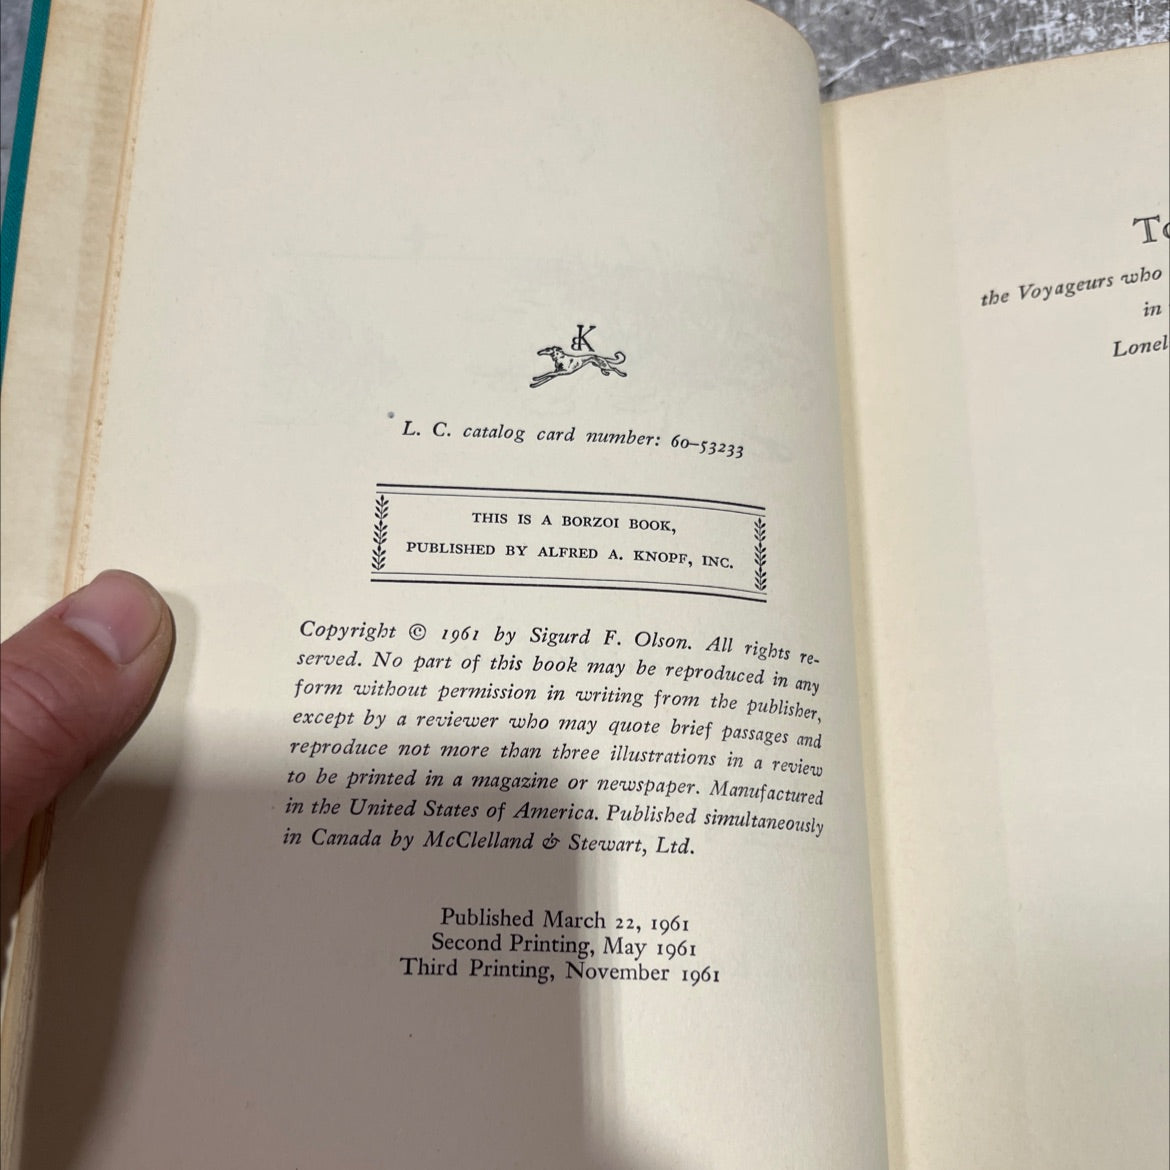 BK
L. C. catalog card number: 60–53233
THIS IS A BORZOI BOOK,
PUBLISHED BY ALFRED A. KNOPF, INC.
Copyright © 1961 by Sigurd F. Olson. All rights re-
served. No part of this book may be reproduced in any
form without permission in writing from the publisher,
except by a reviewer who may quote brief passages and
reproduce not more than three illustrations in a review
to be printed in a magazine or newspaper. Manufactured
in the United States of America. Published simultaneously
in Canada by McClelland & Stewart, Ltd.
Published March 22, 1961
Second Printing, May 1961
Third Printing, November 1961
To
the Voyageurs who
in
Lonel